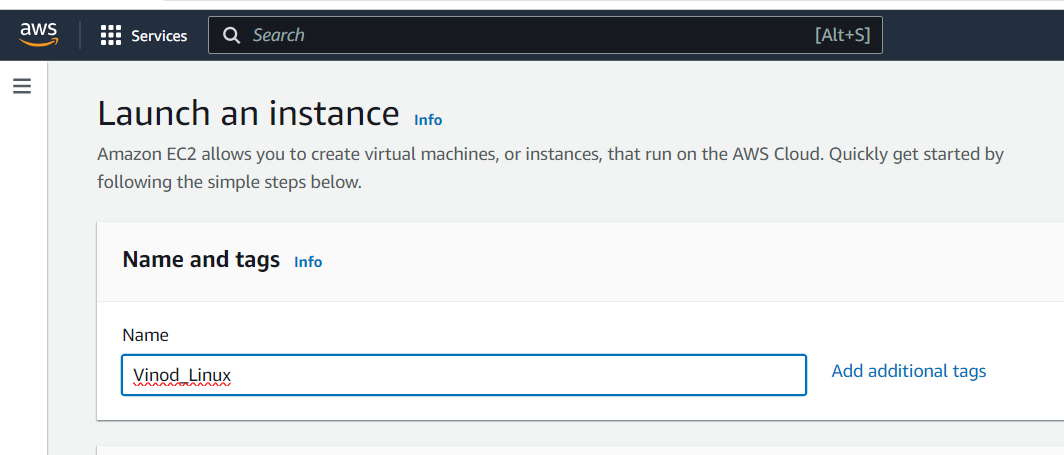 aws Services Search [Alt+S]
Launch an instance Info
Amazon EC2 allows you to create virtual machines, or instances, that run on the AWS Cloud. Quickly get started by
following the simple steps below.
Name and tags Info
Name
Vinod_Linux Add additional tags